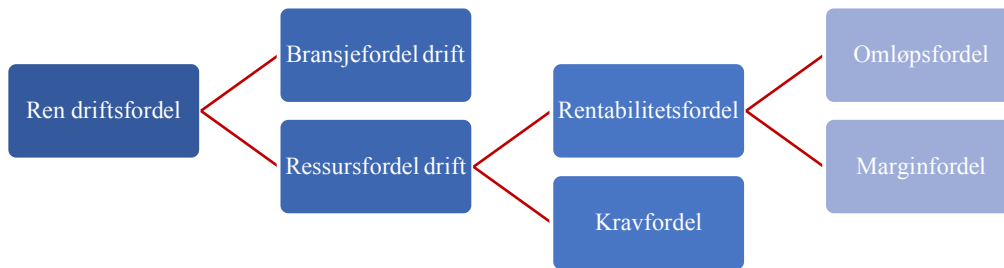 Ren driftsfordel
Bransjefordel drift
Ressursfordel drift
Rentabilitetsfordel
Kravfordel
Omløpsfordel
Marginfordel